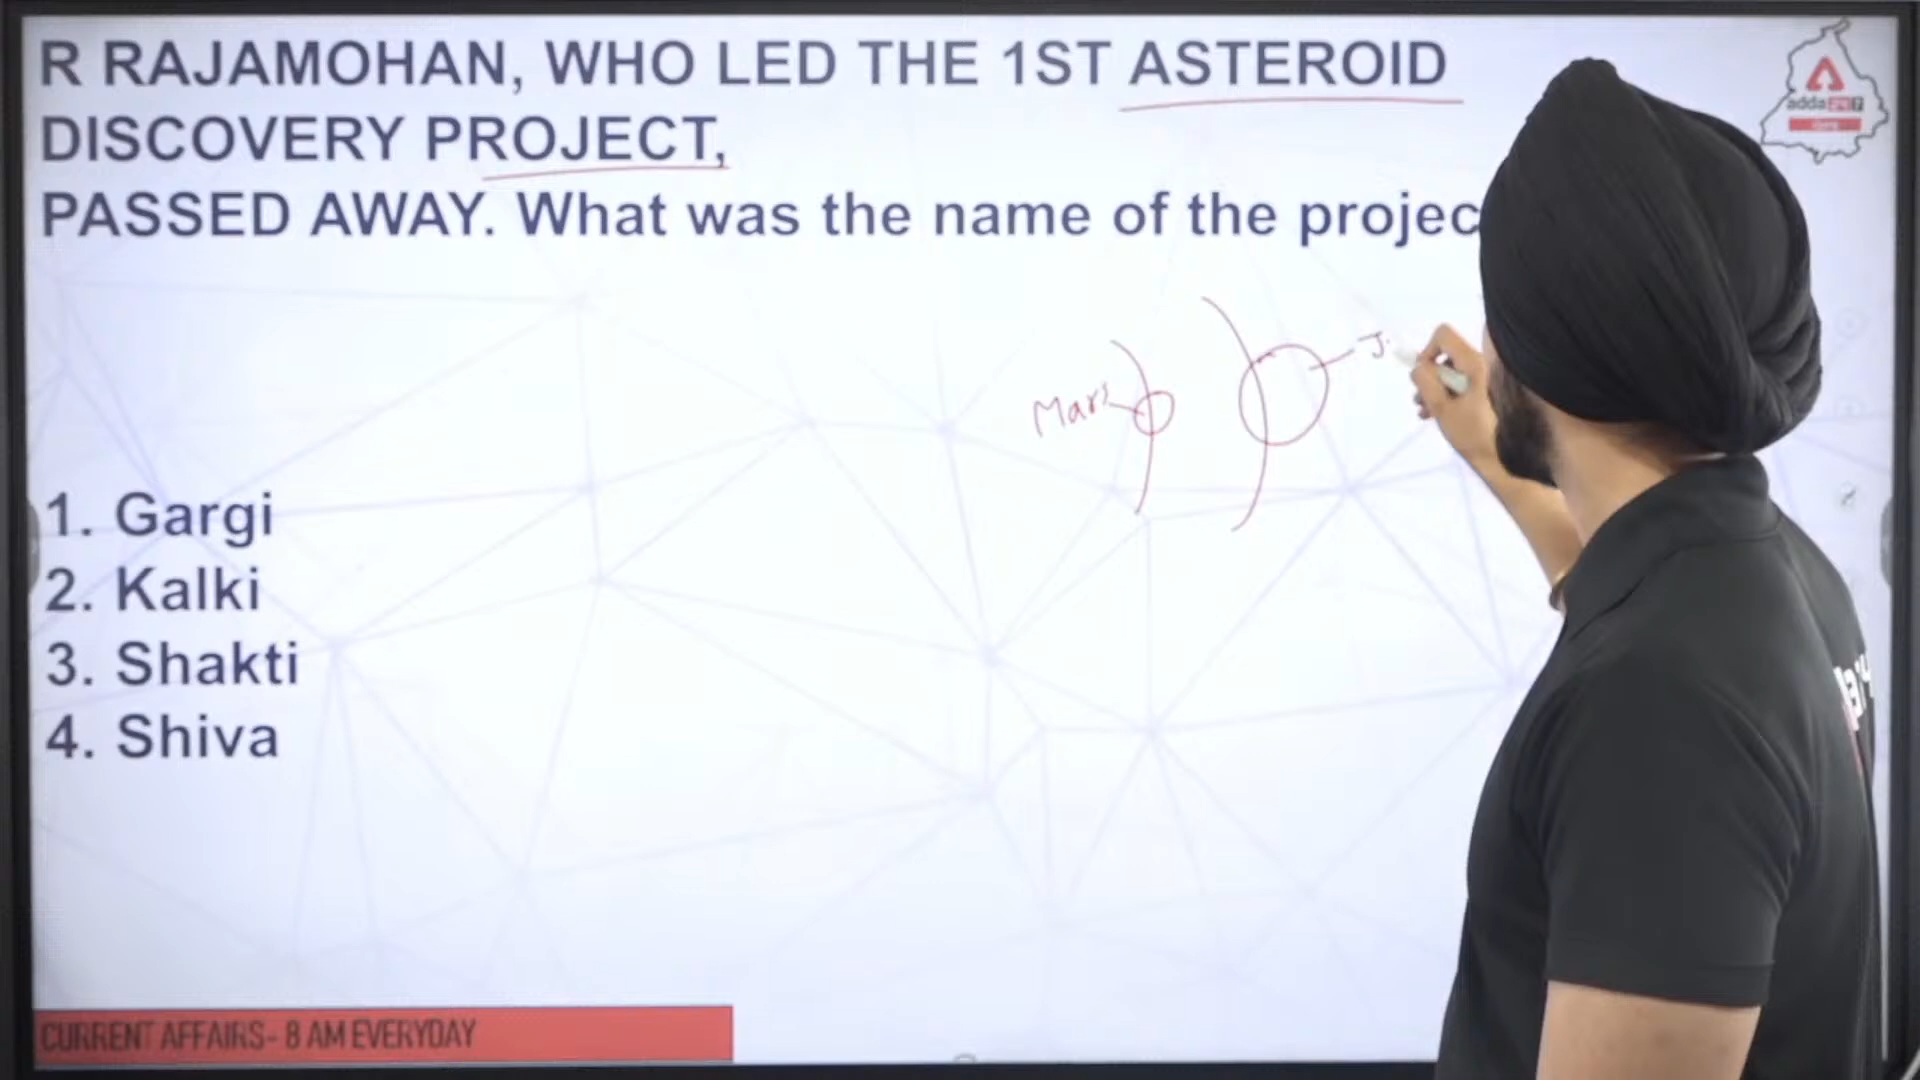 R RAJAMOHAN, WHO LED THE 1ST ASTEROID
DISCOVERY PROJECT,
PASSED AWAY. What was the name of the projec
adda247
Mars
J.
1. Gargi
2. Kalki
3. Shakti
4. Shiva
CURRENT AFFAIRS- 8 AM EVERYDAY